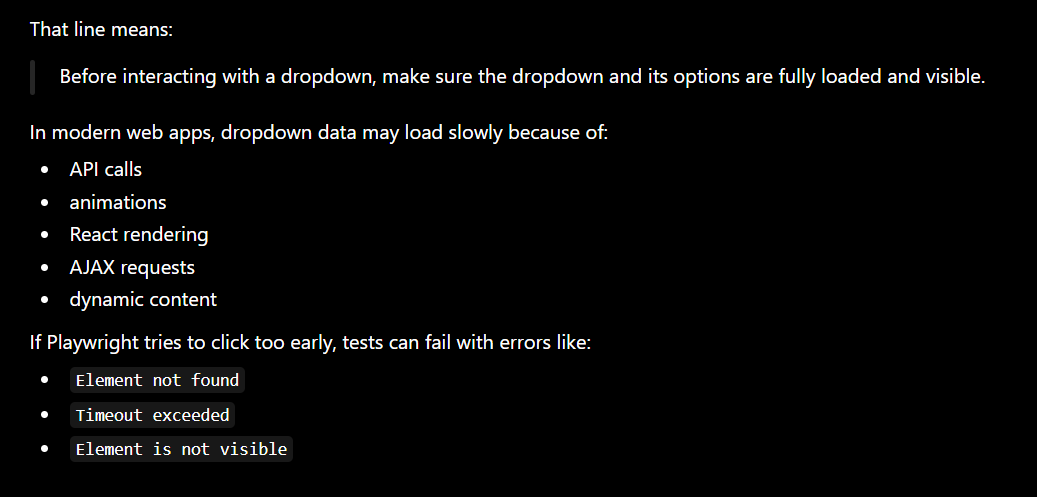 That line means:
Before interacting with a dropdown, make sure the dropdown and its options are fully loaded and visible.
In modern web apps, dropdown data may load slowly because of:
• API calls
• animations
• React rendering
• AJAX requests
• dynamic content
If Playwright tries to click too early, tests can fail with errors like:
• Element not found
• Timeout exceeded
• Element is not visible